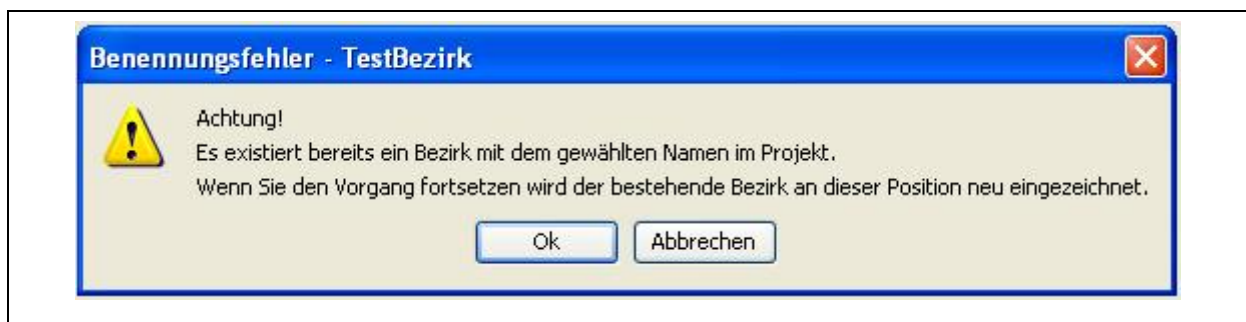 Benennungsfehler - TestBezirk
Achtung!
Es existiert bereits ein Bezirk mit dem gewählten Namen im Projekt.
Wenn Sie den Vorgang fortsetzen wird der bestehende Bezirk an dieser Position neu eingezeichnet.
Ok Abbrechen